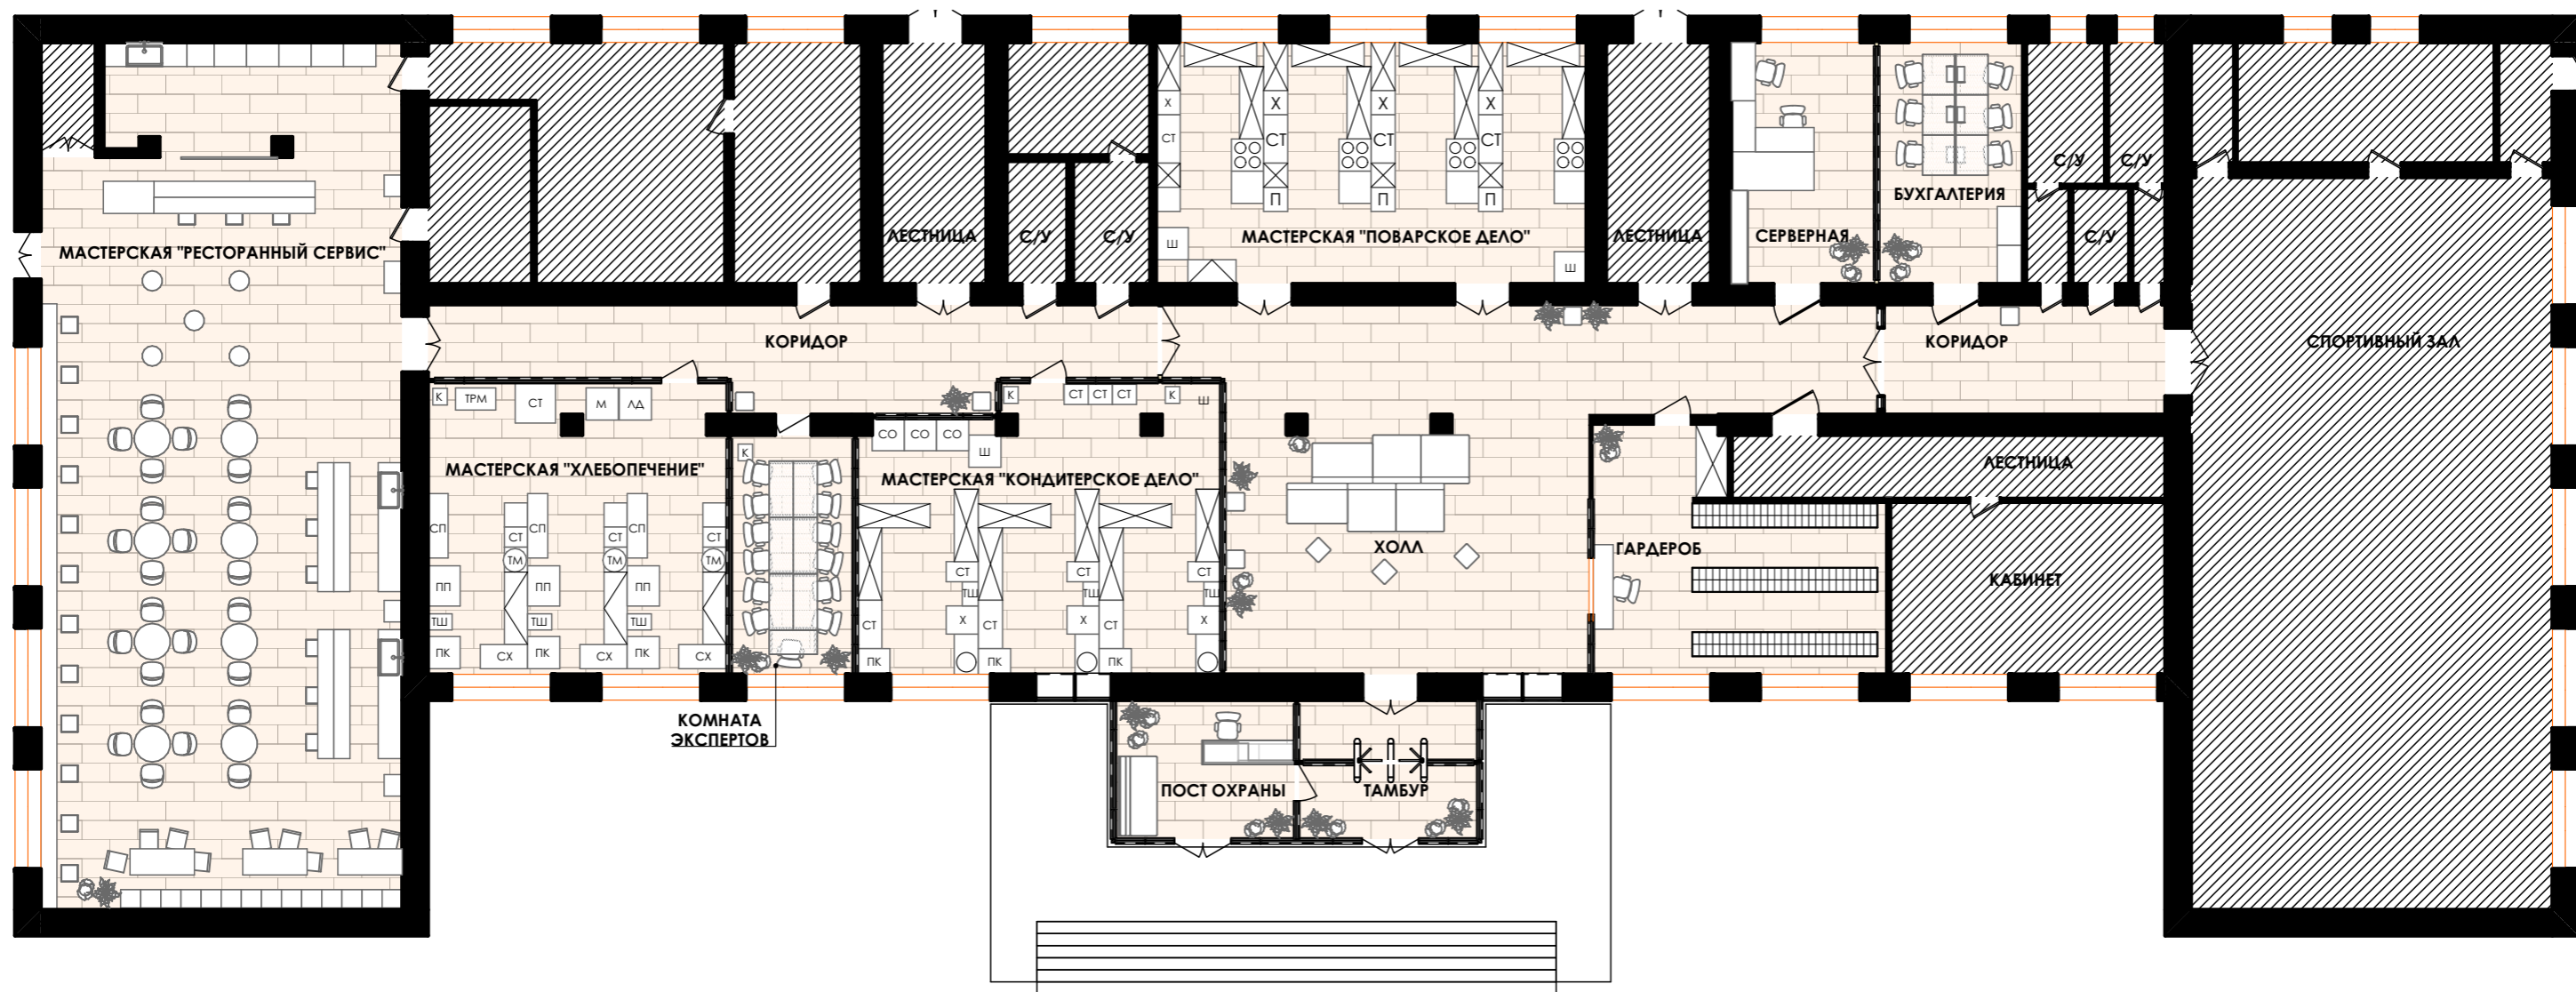 Х
Х
Х
Х
СТ
СТ
СТ
СТ
С/У
С/У
П
П
П
БУХГАЛТЕРИЯ
МАСТЕРСКАЯ "РЕСТОРАННЫЙ СЕРВИС"
ЛЕСТНИЦА
С/У
С/У
Ш
МАСТЕРСКАЯ "ПОВАРСКОЕ ДЕЛО"
Ш
ЛЕСТНИЦА
СЕРВЕРНАЯ
С/У
КОРИДОР
КОРИДОР
СПОРТИВНЫЙ ЗАЛ
К
ТРМ
СТ
М
ЛД
К
СТ
СТ
СТ
К
Ш
СО
СО
СО
Ш
К
МАСТЕРСКАЯ "ХЛЕБОПЕЧЕНИЕ"
МАСТЕРСКАЯ "КОНДИТЕРСКОЕ ДЕЛО"
ЛЕСТНИЦА
СП
СП
СП
СТ
СТ
СТ
ТМ
ТМ
ТМ
ХОЛЛ
ГАРДЕРОБ
СТ
СТ
СТ
ПП
ПП
ПП
КАБИНЕТ
ТШ
ТШ
ТШ
ТШ
ТШ
ТШ
Х
Х
Х
СТ
СТ
СТ
ПК
СХ
ПК
СХ
ПК
СХ
ПК
ПК
ПК
КОМНАТА
ЭКСПЕРТОВ
ПОСТ ОХРАНЫ
ТАМБУР